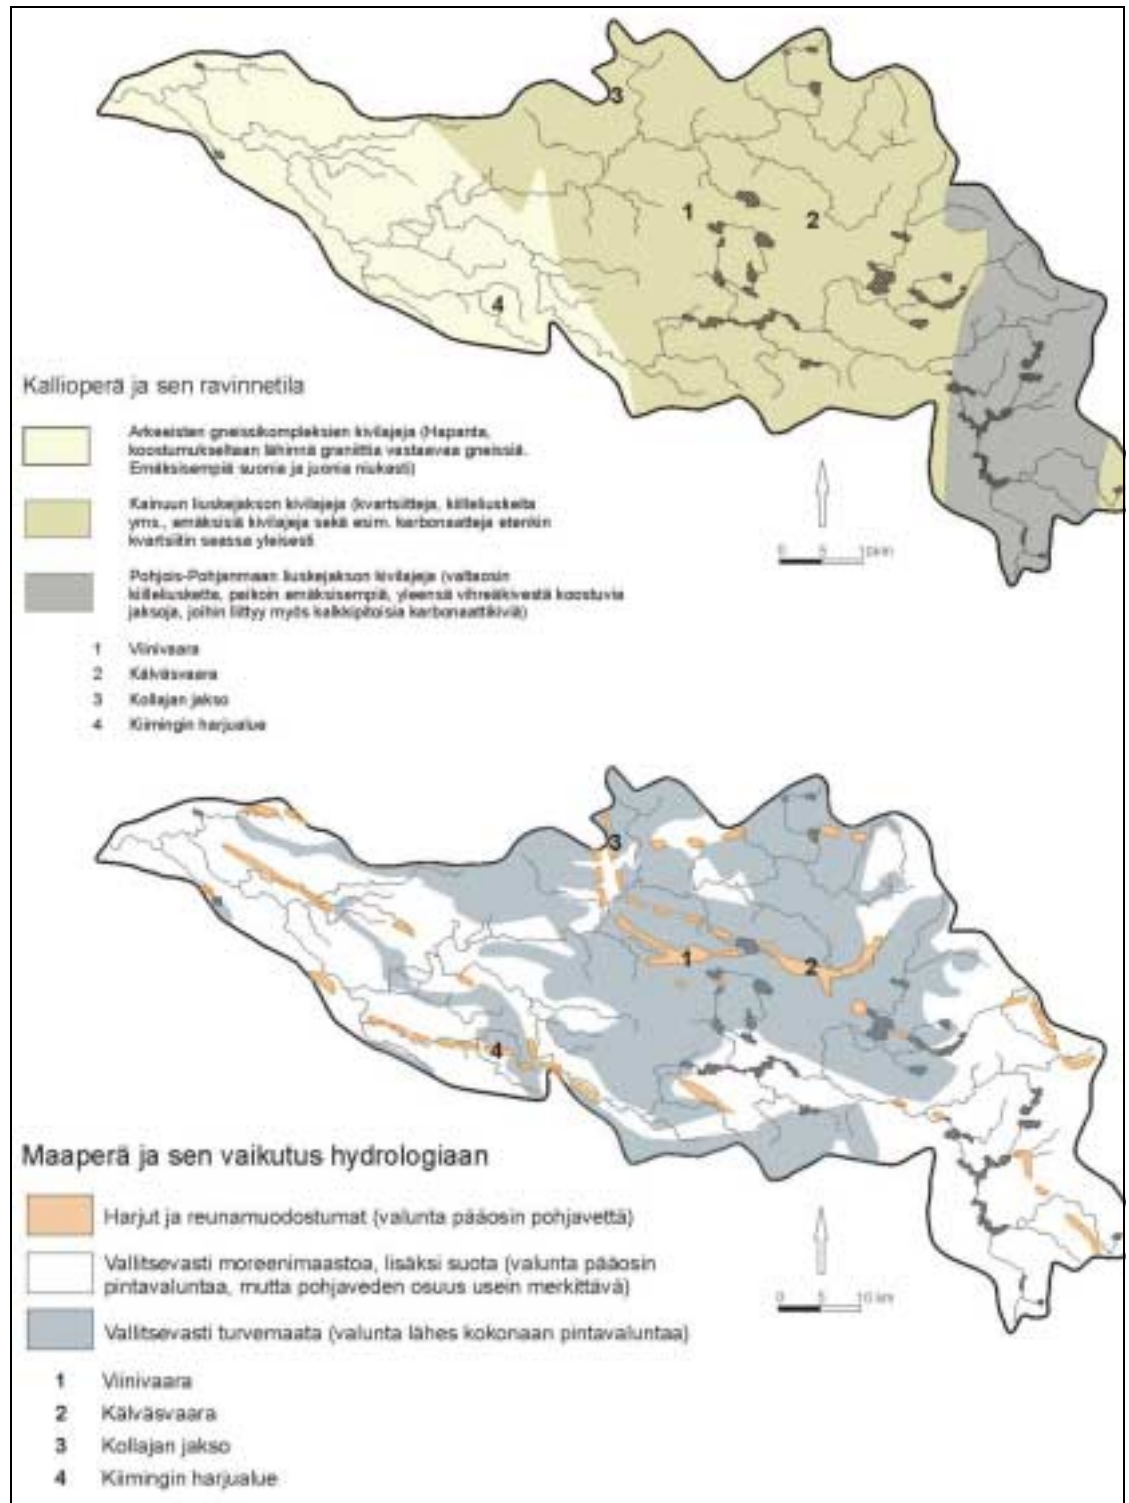 3
1
2
4
Kallioperä ja sen ravinnetila
Arkeeisten gneissikompleksien kivilajeja (Hapanta,
koostumukseltaan lähinnä graniittia vastaavaa gneissiä.
Emäksisempiä suonia ja juonia niukasti)
Kainuun liuskejakson kivilajeja (kvartsiitteja, kiilleliuskeita
yms., emäksisiä kivilajeja sekä esim. karbonaatteja etenkin
kvartsiitin seassa yleisesti
Pohjois-Pohjanmaan liuskejakson kivilajeja (valtaosin
kiilleliusketta, paikoin emäksisempiä, yleensä vihreäkivestä koostuvia
jaksoja, joihin liittyy myös kalkkipitoisia karbonaattikiviä)
0 5 10km
1 Viinivaara
2 Kälväsvaara
3 Kollajan jakso
4 Kiimingin harjualue
3
1
2
4
Maaperä ja sen vaikutus hydrologiaan
Harjut ja reunamuodostumat (valunta pääosin pohjavettä)
Vallitsevasti moreenimaastoa, lisäksi suota (valunta pääosin
pintavaluntaa, mutta pohjaveden osuus usein merkittävä)
Vallitsevasti turvemaata (valunta lähes kokonaan pintavaluntaa)
0 5 10 km
1 Viinivaara
2 Kälväsvaara
3 Kollajan jakso
4 Kiimingin harjualue